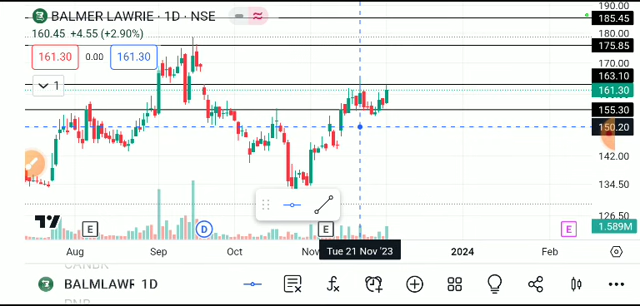 190.00
BALMER LAWRIE · 1D · NSE
185.45
160.45 +4.55 (+2.90%)
180.00
175.85
161.30 0.00 161.30
170.00
163.10
1
161.30
155.30
150.20
142.00
134.50
126.50
E D E E
1.589M
Aug Sep Oct Nov Tue 21 Nov '23 2024 Feb
BALMLAWR 1D